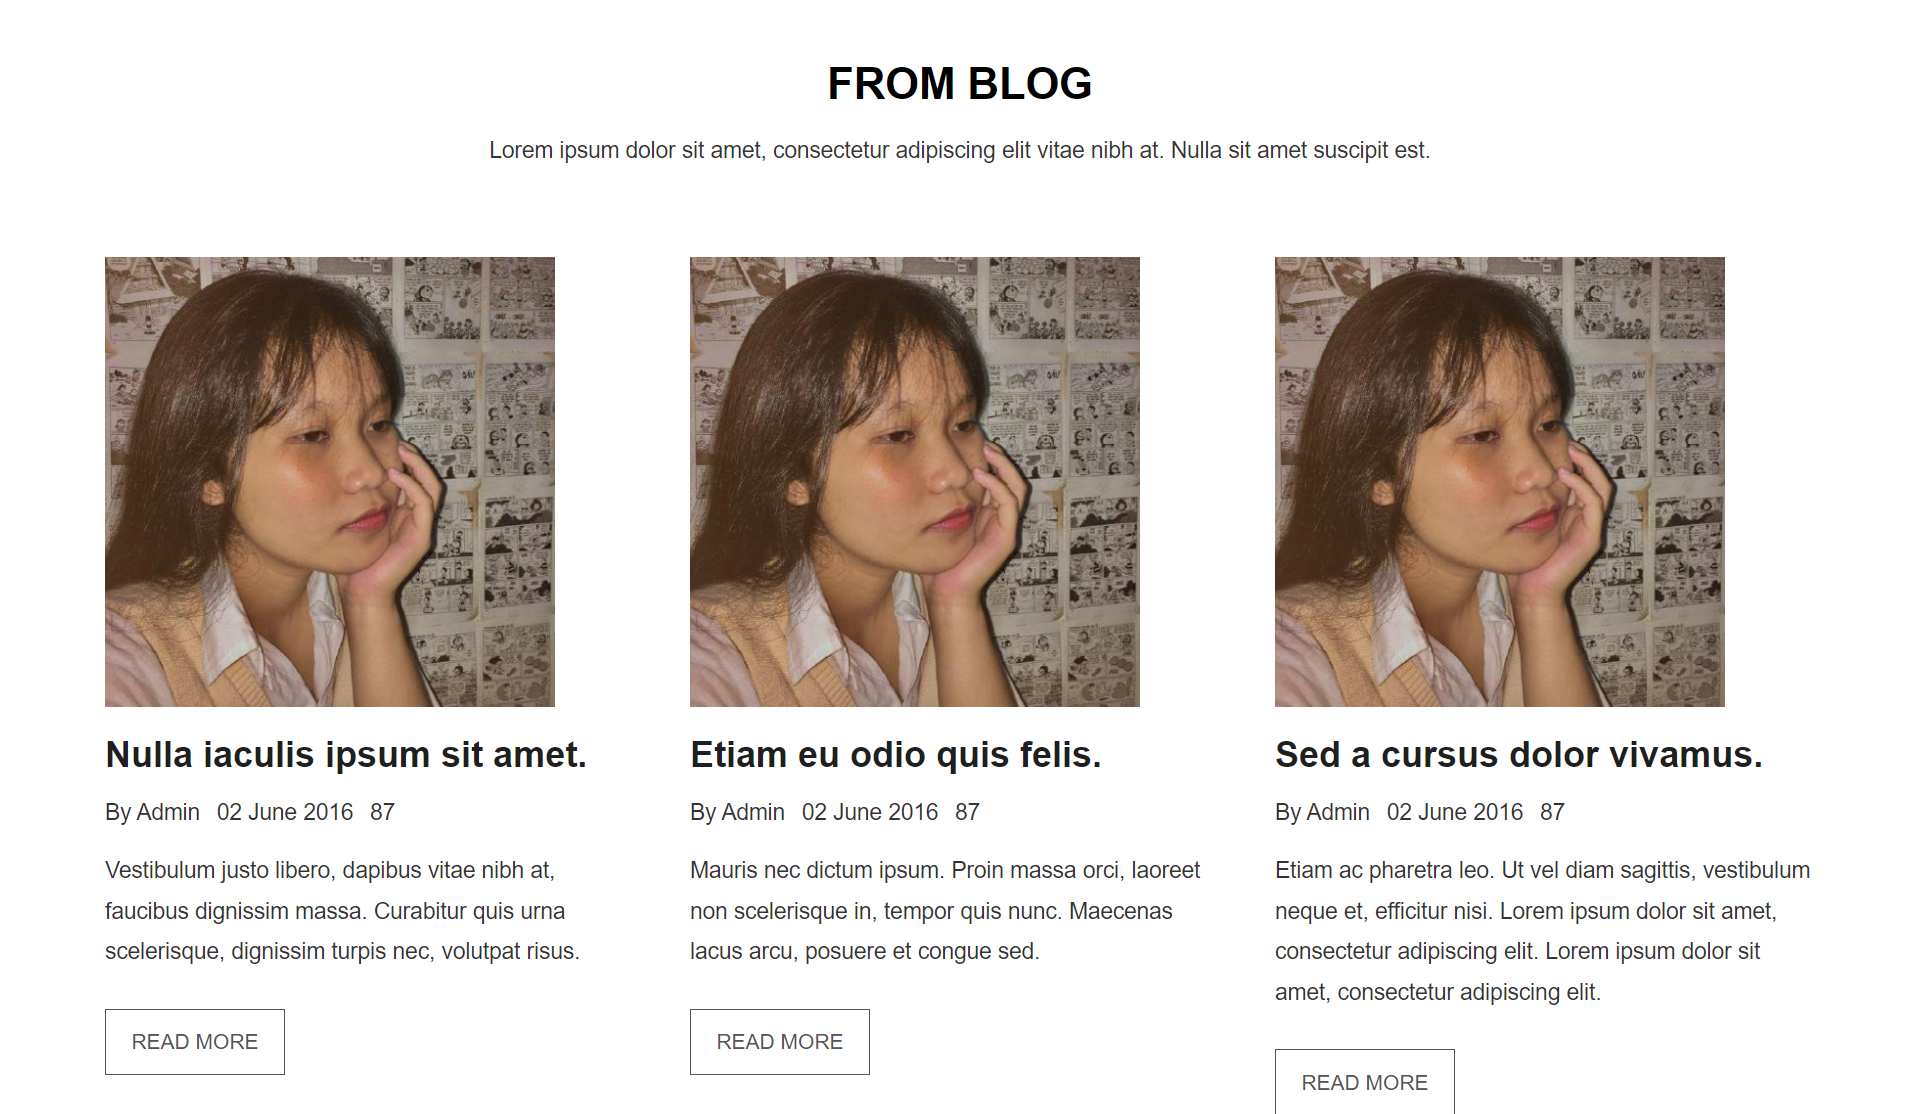 FROM BLOG
Lorem ipsum dolor sit amet, consectetur adipiscing elit vitae nibh at. Nulla sit amet suscipit est.
Nulla iaculis ipsum sit amet.
By Admin 02 June 2016 87
Vestibulum justo libero, dapibus vitae nibh at,
faucibus dignissim massa. Curabitur quis urna
scelerisque, dignissim turpis nec, volutpat risus.
READ MORE
Etiam eu odio quis felis.
By Admin 02 June 2016 87
Mauris nec dictum ipsum. Proin massa orci, laoreet
non scelerisque in, tempor quis nunc. Maecenas
lacus arcu, posuere et congue sed.
READ MORE
Sed a cursus dolor vivamus.
By Admin 02 June 2016 87
Etiam ac pharetra leo. Ut vel diam sagittis, vestibulum
neque et, efficitur nisi. Lorem ipsum dolor sit amet,
consectetur adipiscing elit. Lorem ipsum dolor sit
amet, consectetur adipiscing elit.
READ MORE